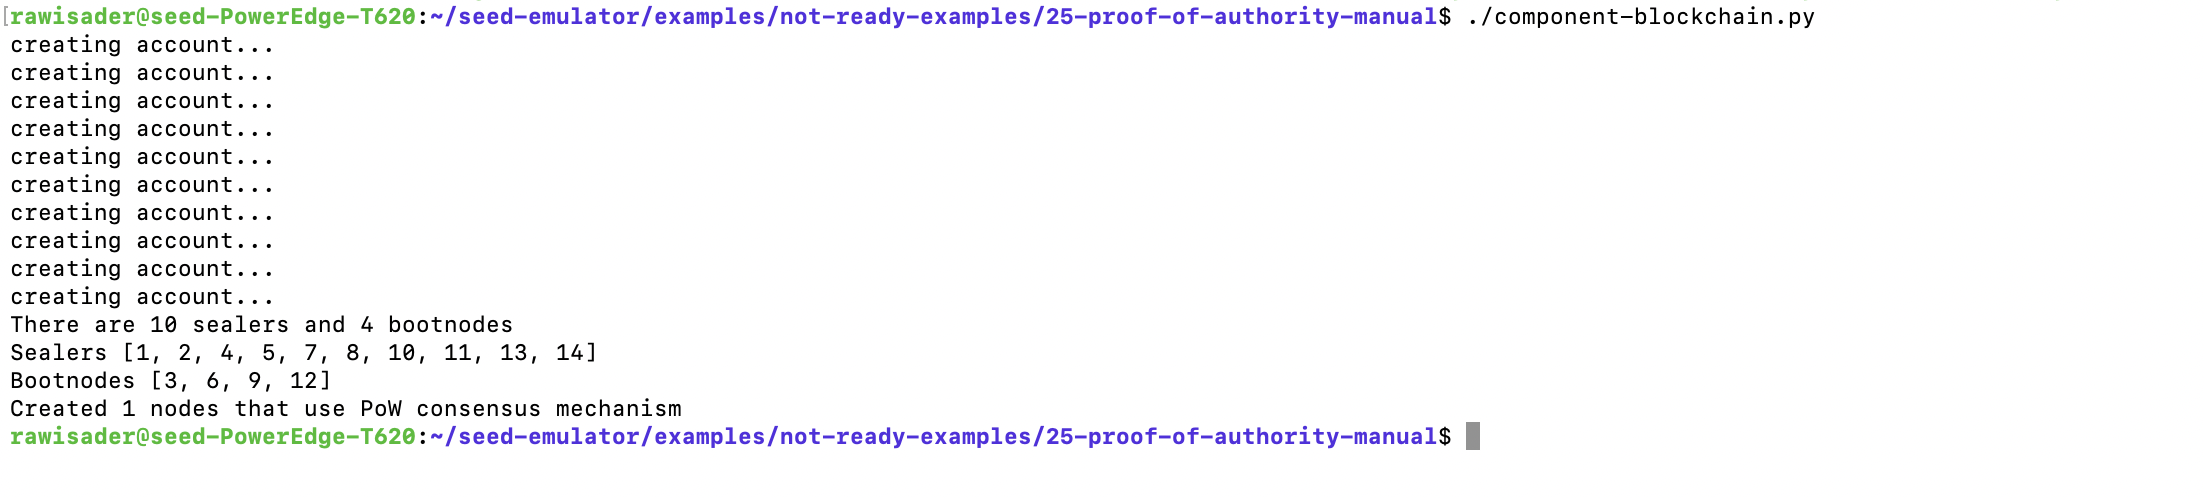 rawisader@seed-PowerEdge-T620:~/seed-emulator/examples/not-ready-examples/25-proof-of-authority-manual$ ./component-blockchain.py
creating account...
creating account...
creating account...
creating account...
creating account...
creating account...
creating account...
creating account...
creating account...
creating account...
There are 10 sealers and 4 bootnodes
Sealers [1, 2, 4, 5, 7, 8, 10, 11, 13, 14]
Bootnodes [3, 6, 9, 12]
Created 1 nodes that use PoW consensus mechanism
rawisader@seed-PowerEdge-T620:~/seed-emulator/examples/not-ready-examples/25-proof-of-authority-manual$